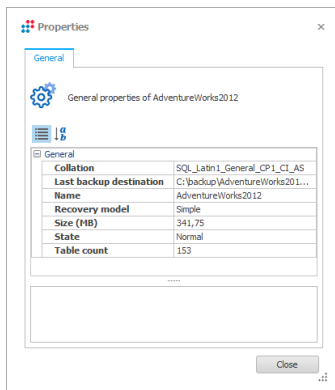 Properties
General
General properties of AdventureWorks2012
General
Collation SQL_Latin1_General_CP1_CI_AS
Last backup destination C:\backup\AdventureWorks201...
Name AdventureWorks2012
Recovery model Simple
Size (MB) 341,75
State Normal
Table count 153
Close